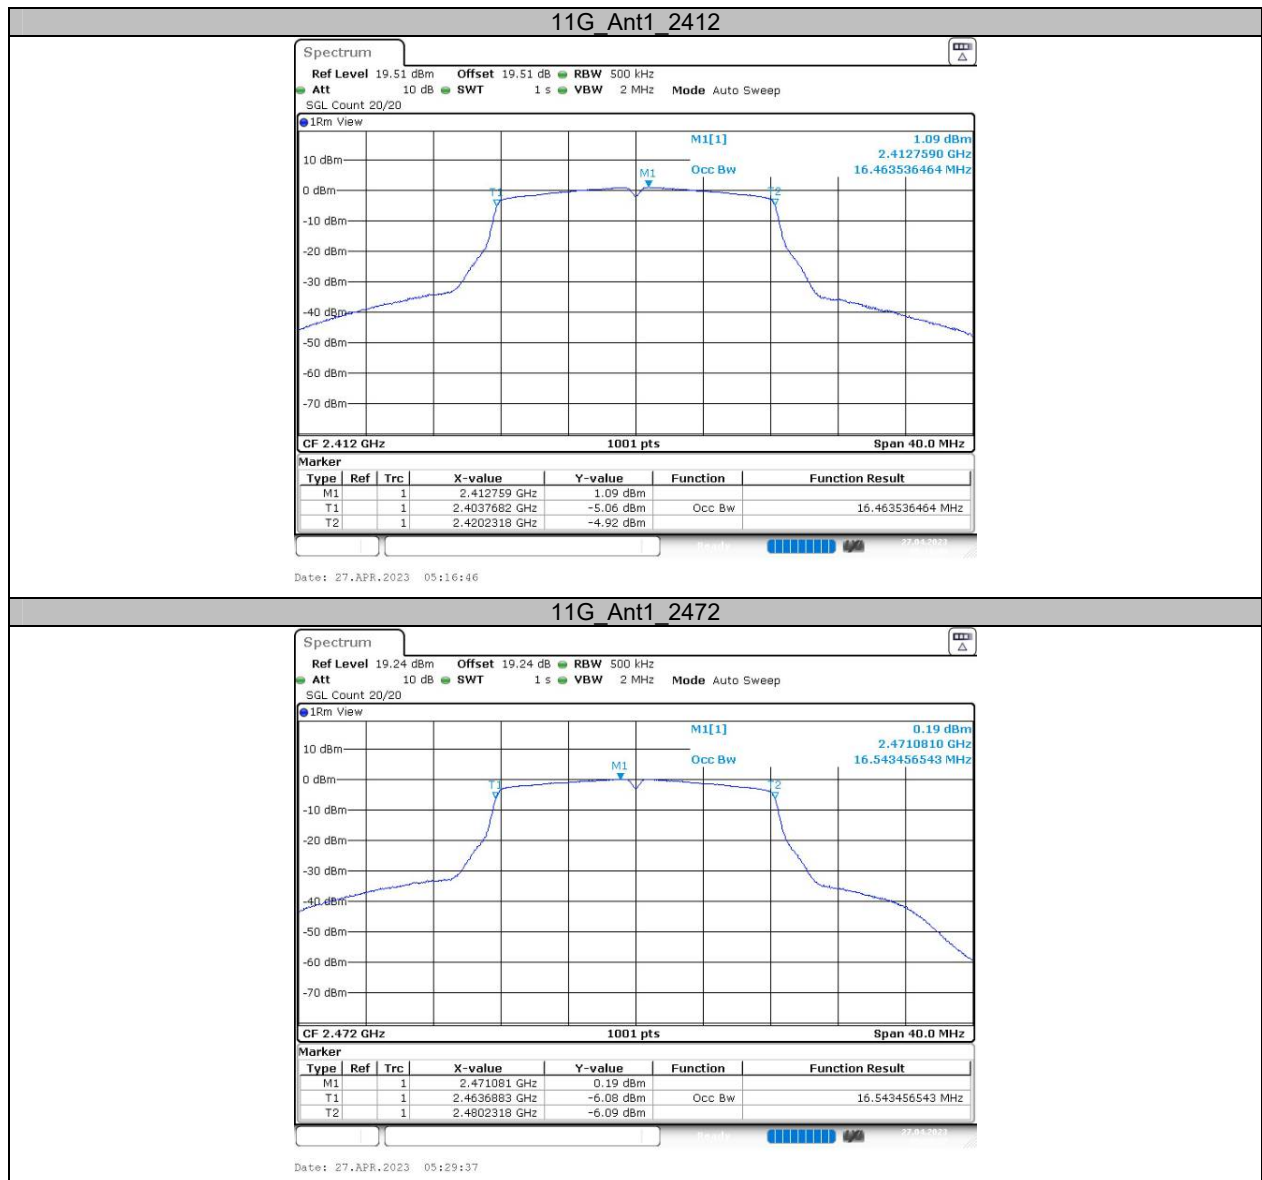 11G_Ant1_2412
Spectrum
Ref Level 19.51 dBm Offset 19.51 dB RBW 500 kHz
Att 10 dB SWT 1 s VBW 2 MHz Mode Auto Sweep
SGL Count 20/20
1Rm View
M1[1] 1.09 dBm
2.4127590 GHz
Occ Bw 16.463536464 MHz
10 dBm
M1
0 dBm
T1 T2
-10 dBm
-20 dBm
-30 dBm
-40 dBm
-50 dBm
-60 dBm
-70 dBm
CF 2.412 GHz 1001 pts Span 40.0 MHz
Marker
Type Ref Trc X-value Y-value Function Function Result
M1 1 2.412759 GHz 1.09 dBm
T1 1 2.4037682 GHz -5.06 dBm Occ Bw 16.463536464 MHz
T2 1 2.4202318 GHz -4.92 dBm
27.04.2023
Date: 27.APR.2023 05:16:46
11G_Ant1_2472
Spectrum
Ref Level 19.24 dBm Offset 19.24 dB RBW 500 kHz
Att 10 dB SWT 1 s VBW 2 MHz Mode Auto Sweep
SGL Count 20/20
1Rm View
M1[1] 0.19 dBm
2.4710810 GHz
Occ Bw 16.543456543 MHz
10 dBm
M1
0 dBm
T1 T2
-10 dBm
-20 dBm
-30 dBm
-40 dBm
-50 dBm
-60 dBm
-70 dBm
CF 2.472 GHz 1001 pts Span 40.0 MHz
Marker
Type Ref Trc X-value Y-value Function Function Result
M1 1 2.471081 GHz 0.19 dBm
T1 1 2.4636883 GHz -6.08 dBm Occ Bw 16.543456543 MHz
T2 1 2.4802318 GHz -6.09 dBm
27.04.2023
Date: 27.APR.2023 05:29:37